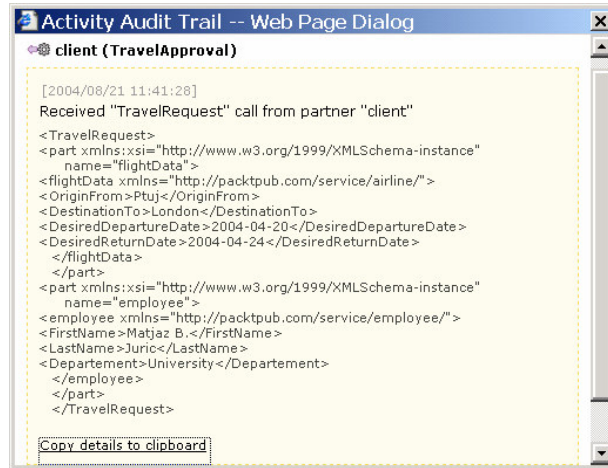 Activity Audit Trail -- Web Page Dialog
client (TravelApproval)
[2004/08/21 11:41:28]
Received "TravelRequest" call from partner "client"
<TravelRequest>
<part xmlns:xsi="http://www.w3.org/1999/XMLSchema-instance"
name="flightData">
<flightData xmlns="http://packtpub.com/service/airline/">
<OriginFrom>Ptuj</OriginFrom>
<DestinationTo>London</DestinationTo>
<DesiredDepartureDate>2004-04-20</DesiredDepartureDate>
<DesiredReturnDate>2004-04-24</DesiredReturnDate>
</flightData>
</part>
<part xmlns:xsi="http://www.w3.org/1999/XMLSchema-instance"
name="employee">
<employee xmlns="http://packtpub.com/service/employee/">
<FirstName>Matjaz B.</FirstName>
<LastName>Juric</LastName>
<Departement>University</Departement>
</employee>
</part>
</TravelRequest>
Copy details to clipboard